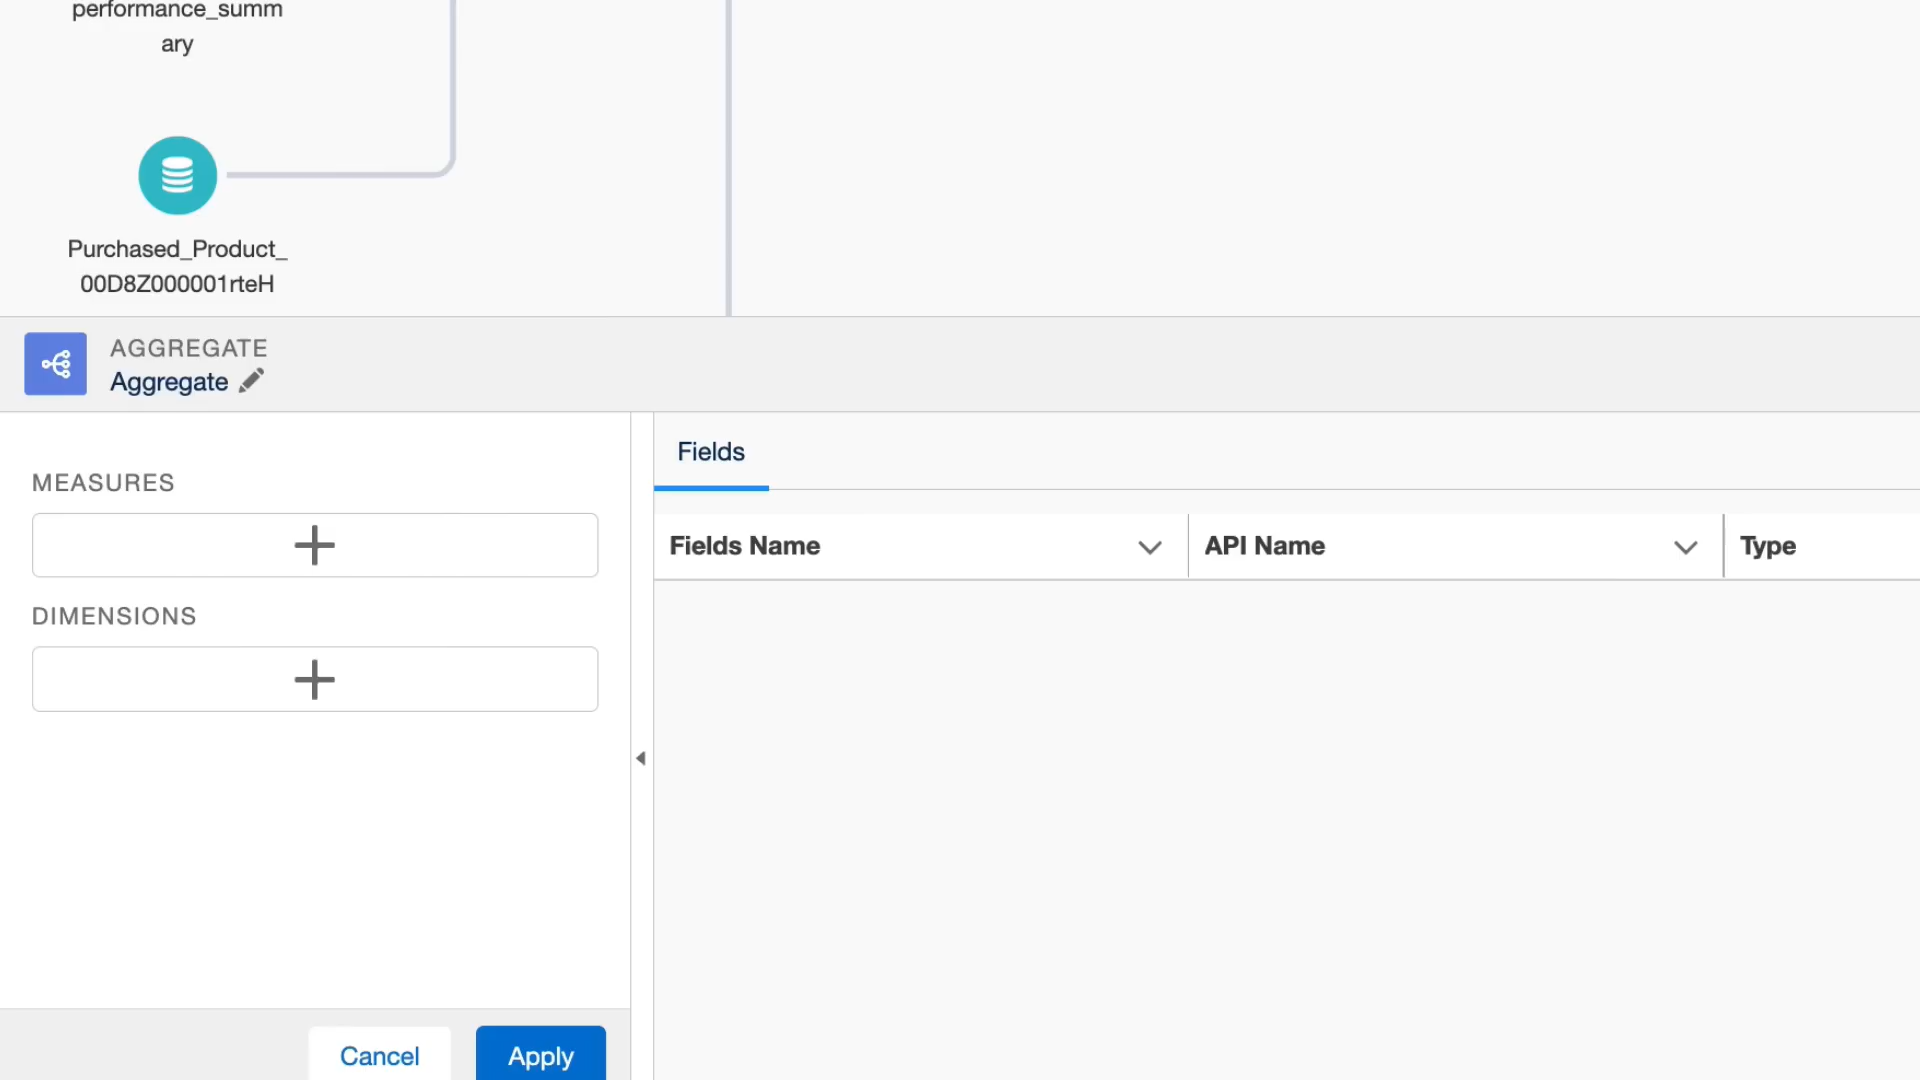 performance_summ
ary
Purchased_Product_
00D8Z000001rteH
AGGREGATE
Aggregate
MEASURES
DIMENSIONS
Cancel
Apply
Fields
Fields Name
API Name
Type